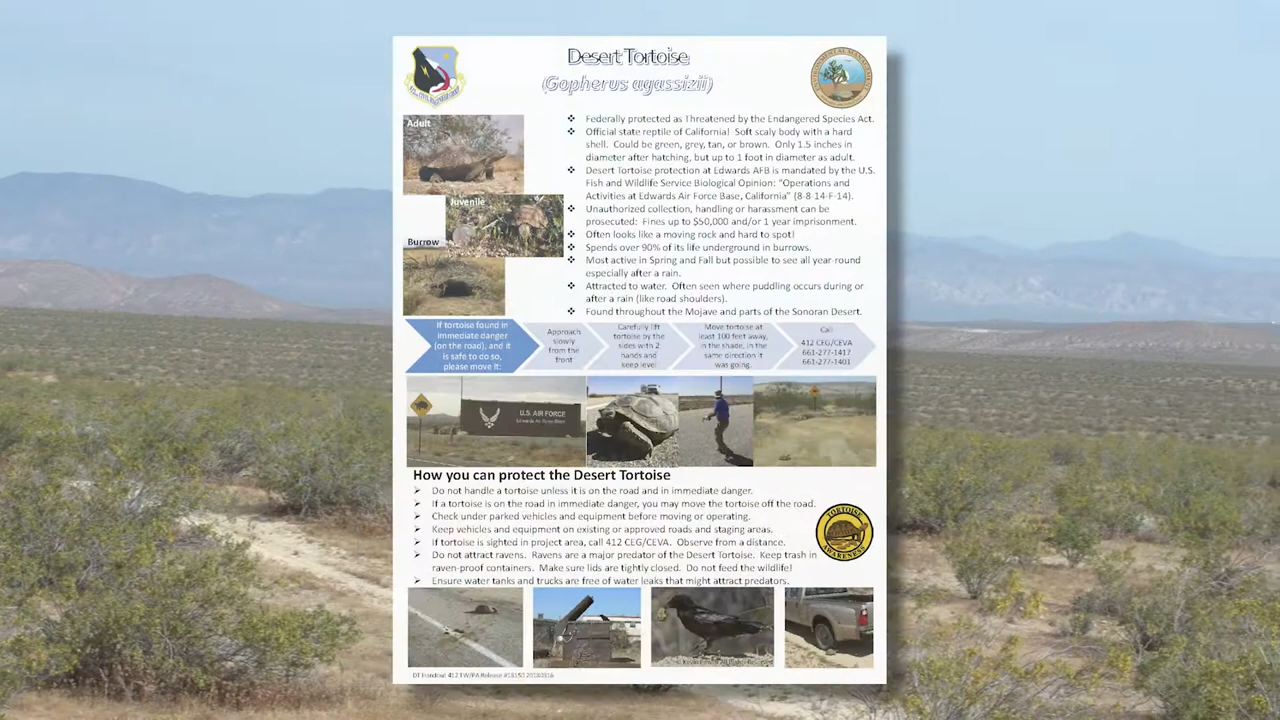 Desert Tortoise
(Gopherus agassizii)
Adult
Juvenile
Burrow
❖ Federally protected as Threatened by the Endangered Species Act.
❖ Official state reptile of California! Soft scaly body with a hard
shell. Could be green, grey, tan, or brown. Only 1.5 inches in
diameter after hatching, but up to 1 foot in diameter as adult.
❖ Desert Tortoise protection at Edwards AFB is mandated by the U.S.
Fish and Wildlife Service Biological Opinion: "Operations and
Activities at Edwards Air Force Base, California" (8-8-14-F-14).
❖ Unauthorized collection, handling or harassment can be
prosecuted: Fines up to $50,000 and/or 1 year imprisonment.
❖ Often looks like a moving rock and hard to spot!
❖ Spends over 90% of its life underground in burrows.
❖ Most active in Spring and Fall but possible to see all year-round
especially after a rain.
❖ Attracted to water. Often seen where puddling occurs during or
after a rain (like road shoulders).
❖ Found throughout the Mojave and parts of the Sonoran Desert.
If tortoise found in
immediate danger
(on the road), and it
is safe to do so,
please move it:
Approach
slowly
from the
front
Carefully lift
tortoise by the
sides with 2
hands and
keep level
Move tortoise at
least 100 feet away,
in the shade, in the
same direction it
was going.
Call
412 CEG/CEVA
661-277-1417
661-277-1401
U.S. AIR FORCE
Edwards Air Force Base
How you can protect the Desert Tortoise
➢ Do not handle a tortoise unless it is on the road and in immediate danger.
➢ If a tortoise is on the road in immediate danger, you may move the tortoise off the road.
➢ Check under parked vehicles and equipment before moving or operating.
➢ Keep vehicles and equipment on existing or approved roads and staging areas.
➢ If tortoise is sighted in project area, call 412 CEG/CEVA. Observe from a distance.
➢ Do not attract ravens. Ravens are a major predator of the Desert Tortoise. Keep trash in
raven-proof containers. Make sure lids are tightly closed. Do not feed the wildlife!
➢ Ensure water tanks and trucks are free of water leaks that might attract predators.
TORTOISE
AWARENESS
DT Handout 412 TW/PA Release #18150 20180316